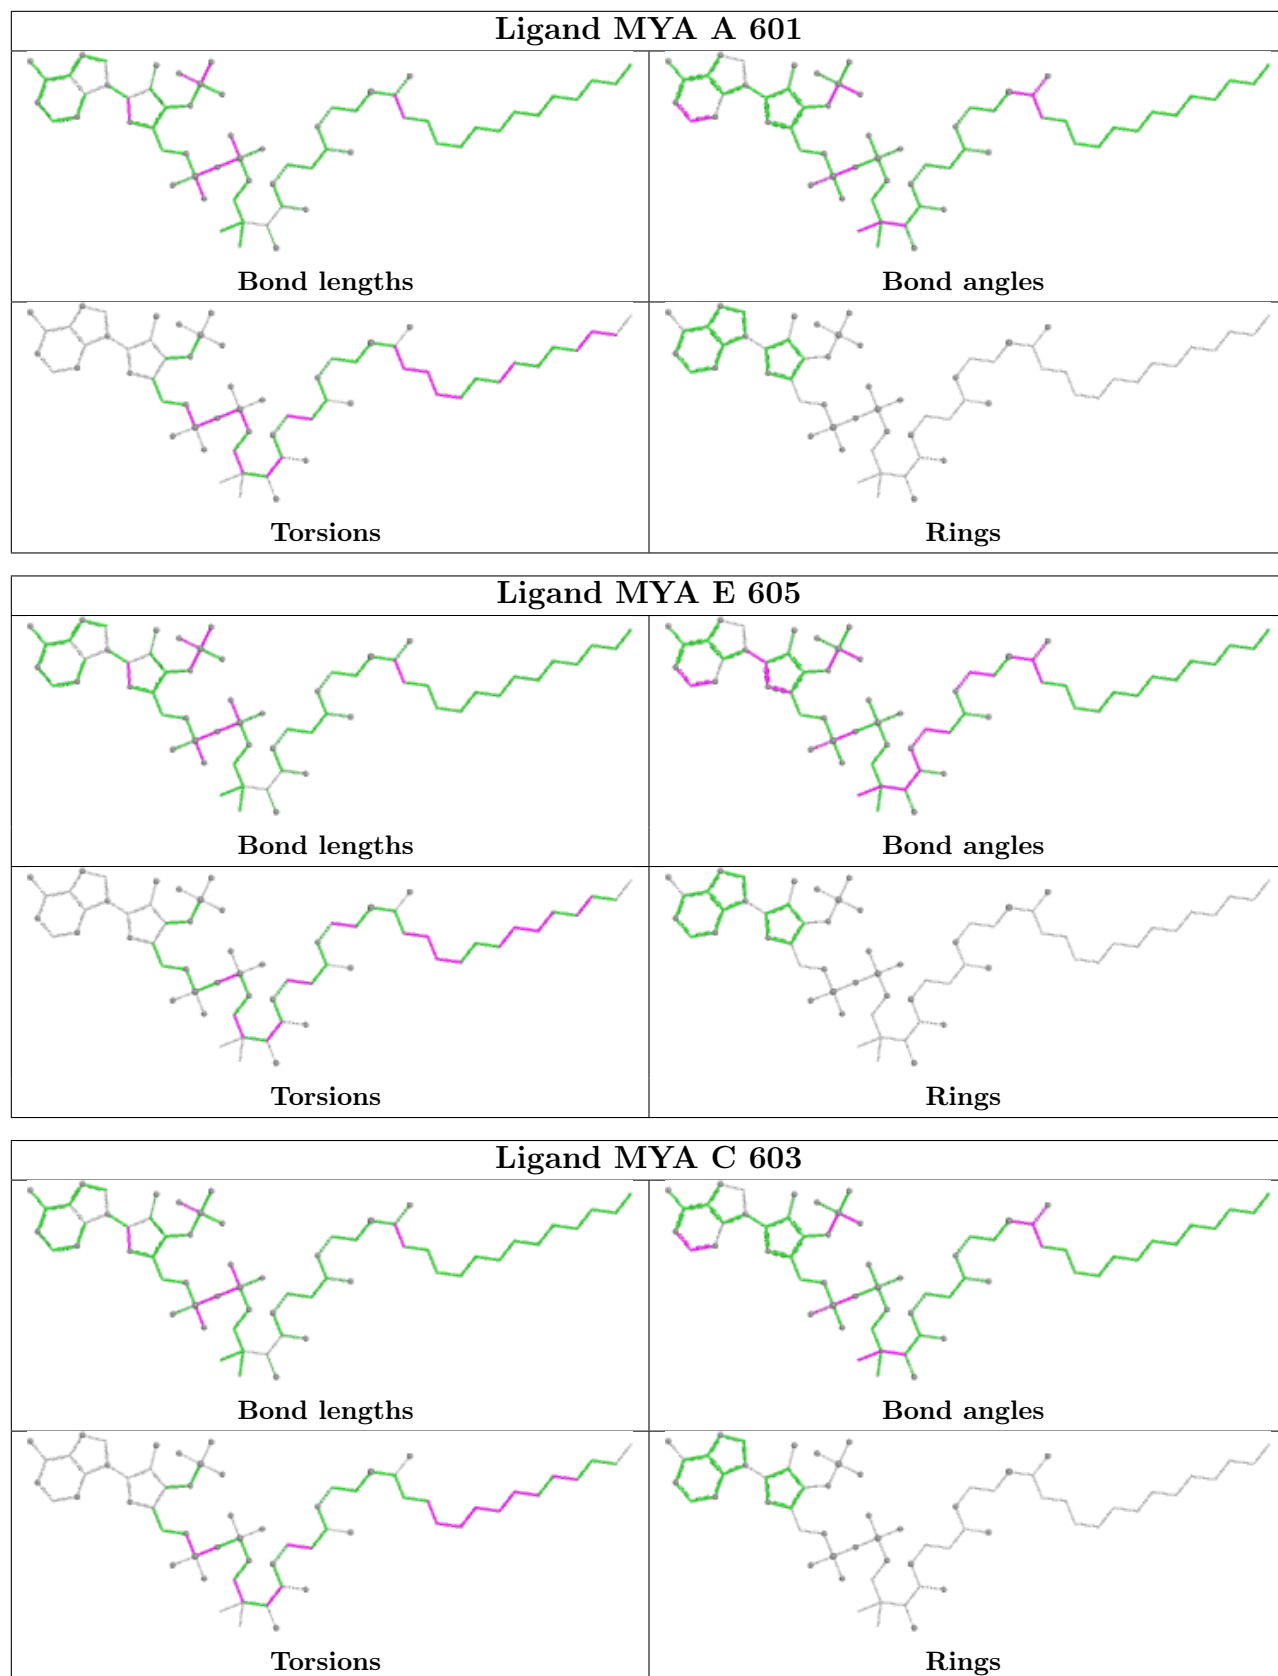 Ligand MYA A 601
Bond lengths
Bond angles
Torsions
Rings
Ligand MYA E 605
Bond lengths
Bond angles
Torsions
Rings
Ligand MYA C 603
Bond lengths
Bond angles
Torsions
Rings